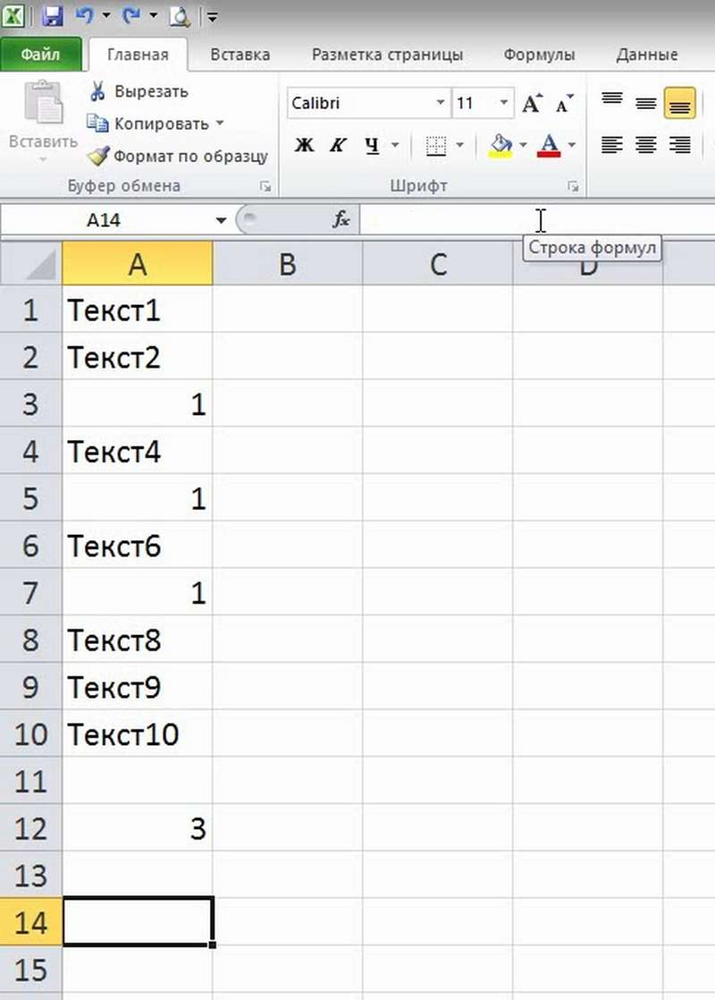 Файл Главная Вставка Разметка страницы Формулы Данные
Вставить
Вырезать
Копировать
Формат по образцу
Буфер обмена
Calibri 11 A A
Ж К Ч А
Шрифт
A14 fx
Строка формул
A B C D
1 Текст1
2 Текст2
3 1
4 Текст4
5 1
6 Текст6
7 1
8 Текст8
9 Текст9
10 Текст10
11
12 3
13
14
15